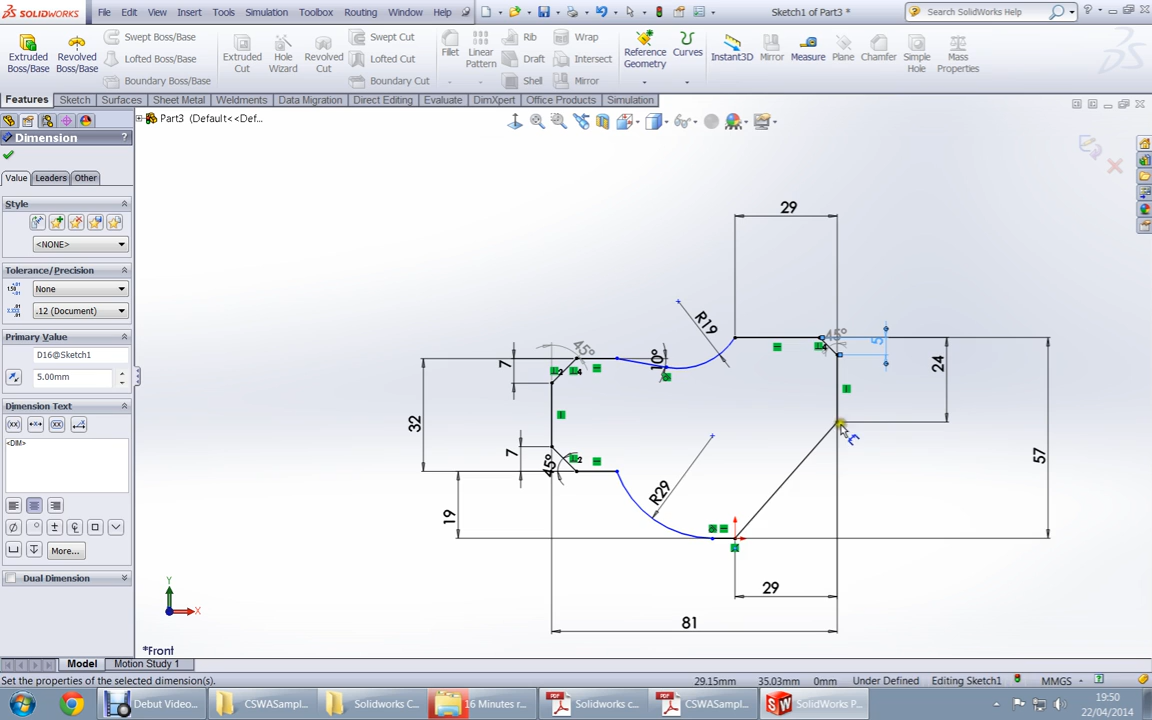 SOLIDWORKS File Edit View Insert Tools Simulation Toolbox Routing Window Help Sketch1 of Part3 * Search SolidWorks Help
Extruded Boss/Base
Revolved Boss/Base
Swept Boss/Base
Lofted Boss/Base
Boundary Boss/Base
Extruded Cut
Hole Wizard
Revolved Cut
Swept Cut
Lofted Cut
Boundary Cut
Fillet
Linear Pattern
Rib
Draft
Shell
Wrap
Intersect
Mirror
Reference Geometry
Curves
Instant3D
Mirror
Measure
Plane
Chamfer
Simple Hole
Mass Properties
Features Sketch Surfaces Sheet Metal Weldments Data Migration Direct Editing Evaluate DimXpert Office Products Simulation
Part3 (Default<<Def...
Dimension ?
Value Leaders Other
Style
<NONE>
Tolerance/Precision
None
.12 (Document)
Primary Value
D16@Sketch1
5.00mm
Dimension Text
<DIM>
More...
Dual Dimension
29
R19
45°
5
7
45°
10°
24
32
57
7
45°
R29
19
29
81
Y
X
*Front
Model Motion Study 1
Set the properties of the selected dimension(s). 29.15mm 35.03mm 0mm Under Defined Editing Sketch1 MMGS
Debut Video... CSWASampl... Solidworks C... 16 Minutes r... Solidworks c... CSWASampl... SolidWorks P... 19:50
22/04/2014